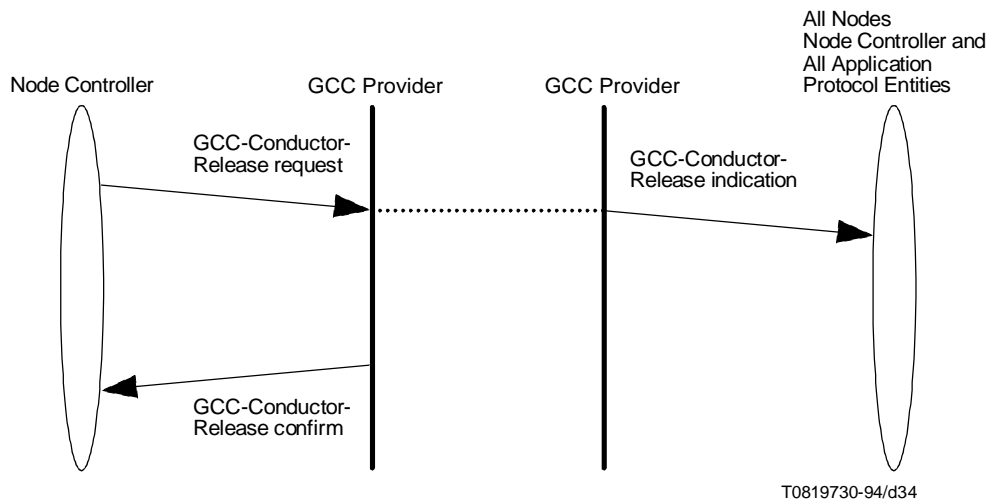 All Nodes
Node Controller and
All Application
Protocol Entities
Node Controller
GCC Provider
GCC Provider
GCC-Conductor-
Release request
GCC-Conductor-
Release indication
GCC-Conductor-
Release confirm
T0819730-94/d34